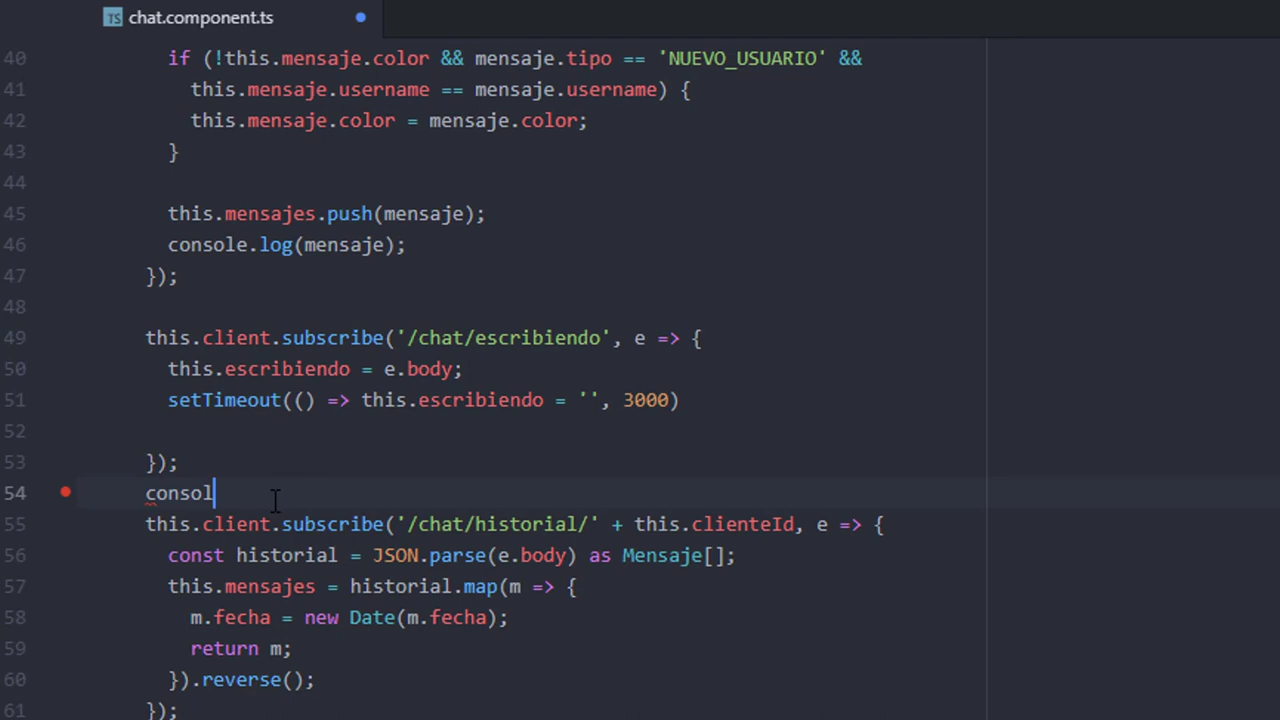 TS chat.component.ts
40 if (!this.mensaje.color && mensaje.tipo == 'NUEVO_USUARIO' &&
41 this.mensaje.username == mensaje.username) {
42 this.mensaje.color = mensaje.color;
43 }
44
45 this.mensajes.push(mensaje);
46 console.log(mensaje);
47 });
48
49 this.client.subscribe('/chat/escribiendo', e => {
50 this.escribiendo = e.body;
51 setTimeout(() => this.escribiendo = '', 3000)
52
53 });
54 consol
55 this.client.subscribe('/chat/historial/' + this.clienteId, e => {
56 const historial = JSON.parse(e.body) as Mensaje[];
57 this.mensajes = historial.map(m => {
58 m.fecha = new Date(m.fecha);
59 return m;
60 }).reverse();
61 });